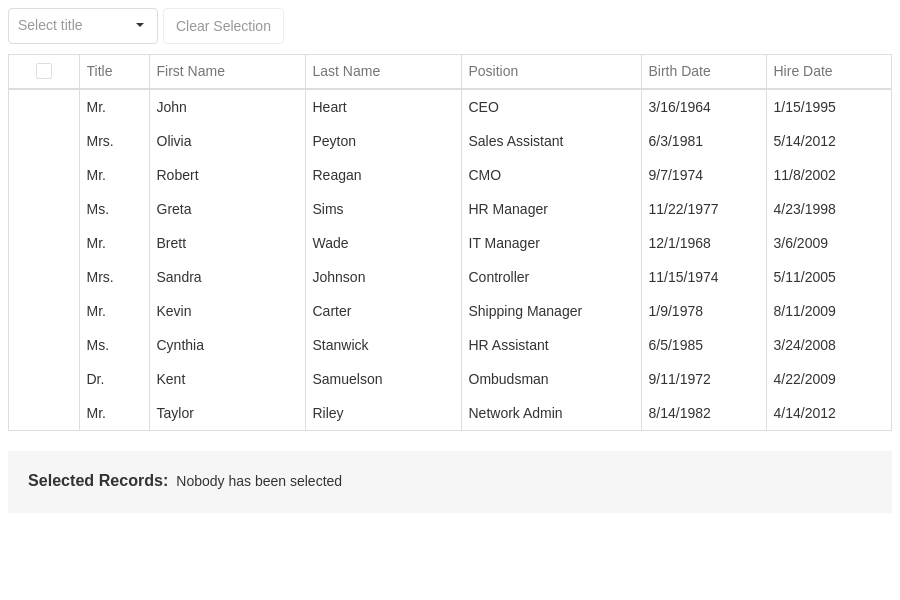 Select title Clear Selection
Title First Name Last Name Position Birth Date Hire Date
Mr. John Heart CEO 3/16/1964 1/15/1995
Mrs. Olivia Peyton Sales Assistant 6/3/1981 5/14/2012
Mr. Robert Reagan CMO 9/7/1974 11/8/2002
Ms. Greta Sims HR Manager 11/22/1977 4/23/1998
Mr. Brett Wade IT Manager 12/1/1968 3/6/2009
Mrs. Sandra Johnson Controller 11/15/1974 5/11/2005
Mr. Kevin Carter Shipping Manager 1/9/1978 8/11/2009
Ms. Cynthia Stanwick HR Assistant 6/5/1985 3/24/2008
Dr. Kent Samuelson Ombudsman 9/11/1972 4/22/2009
Mr. Taylor Riley Network Admin 8/14/1982 4/14/2012
Selected Records: Nobody has been selected